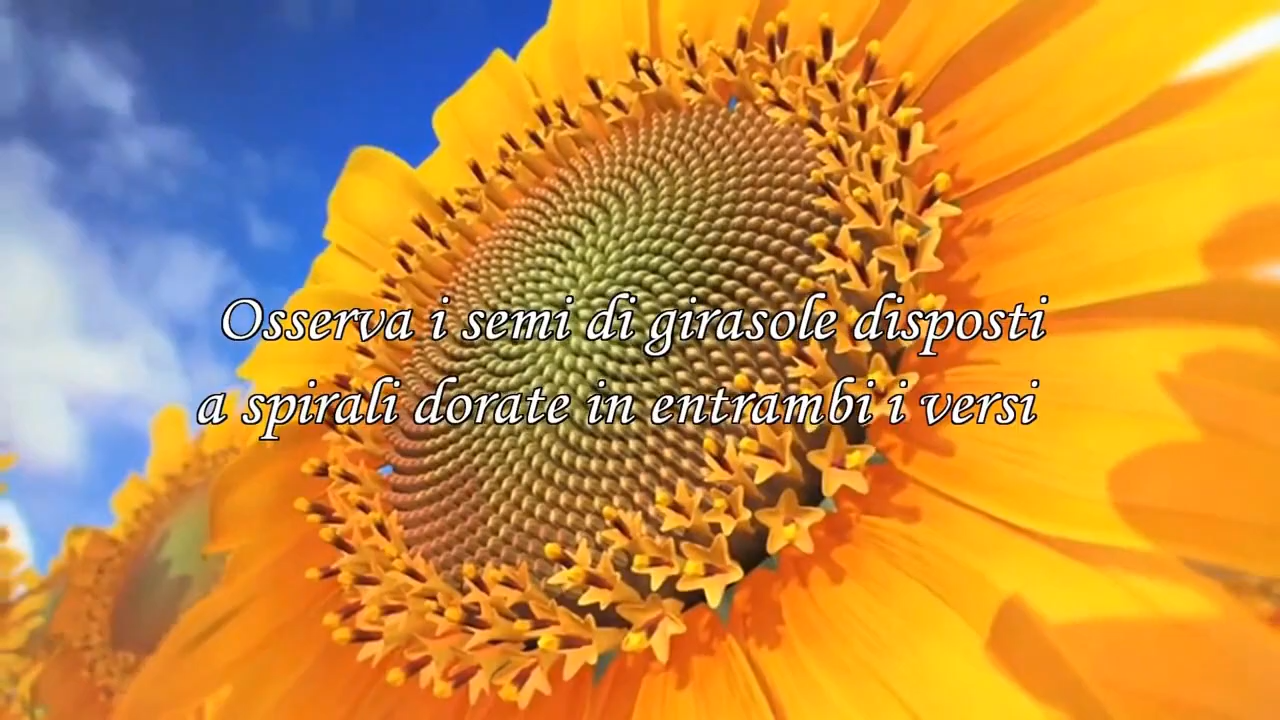 Osserva i semi di girasole disposti
a spirali dorate in entrambi i versi